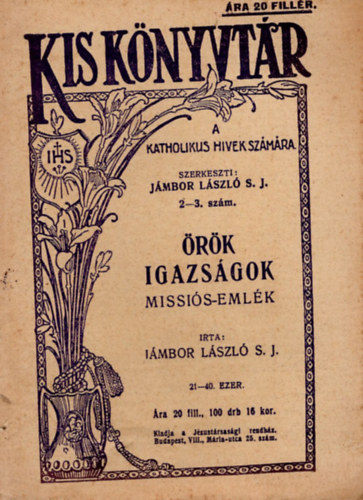 ÁRA 20 FILLÉR.
KIS KÖNYVTÁR
IHS
A
KATHOLIKUS HIVEK SZÁMÁRA
SZERKESZTI:
JÁMBOR LÁSZLÓ S. J.
2—3. szám.
ÖRÖK
IGAZSÁGOK
MISSIÓS-EMLÉK
IRTA:
JÁMBOR LÁSZLÓ S. J.
21—40. EZER.
Ára 20 fill., 100 drb 16 kor.
Kiadja a Jézustársasági rendház.
Budapest, VIII., Mária-utca 25. szám.